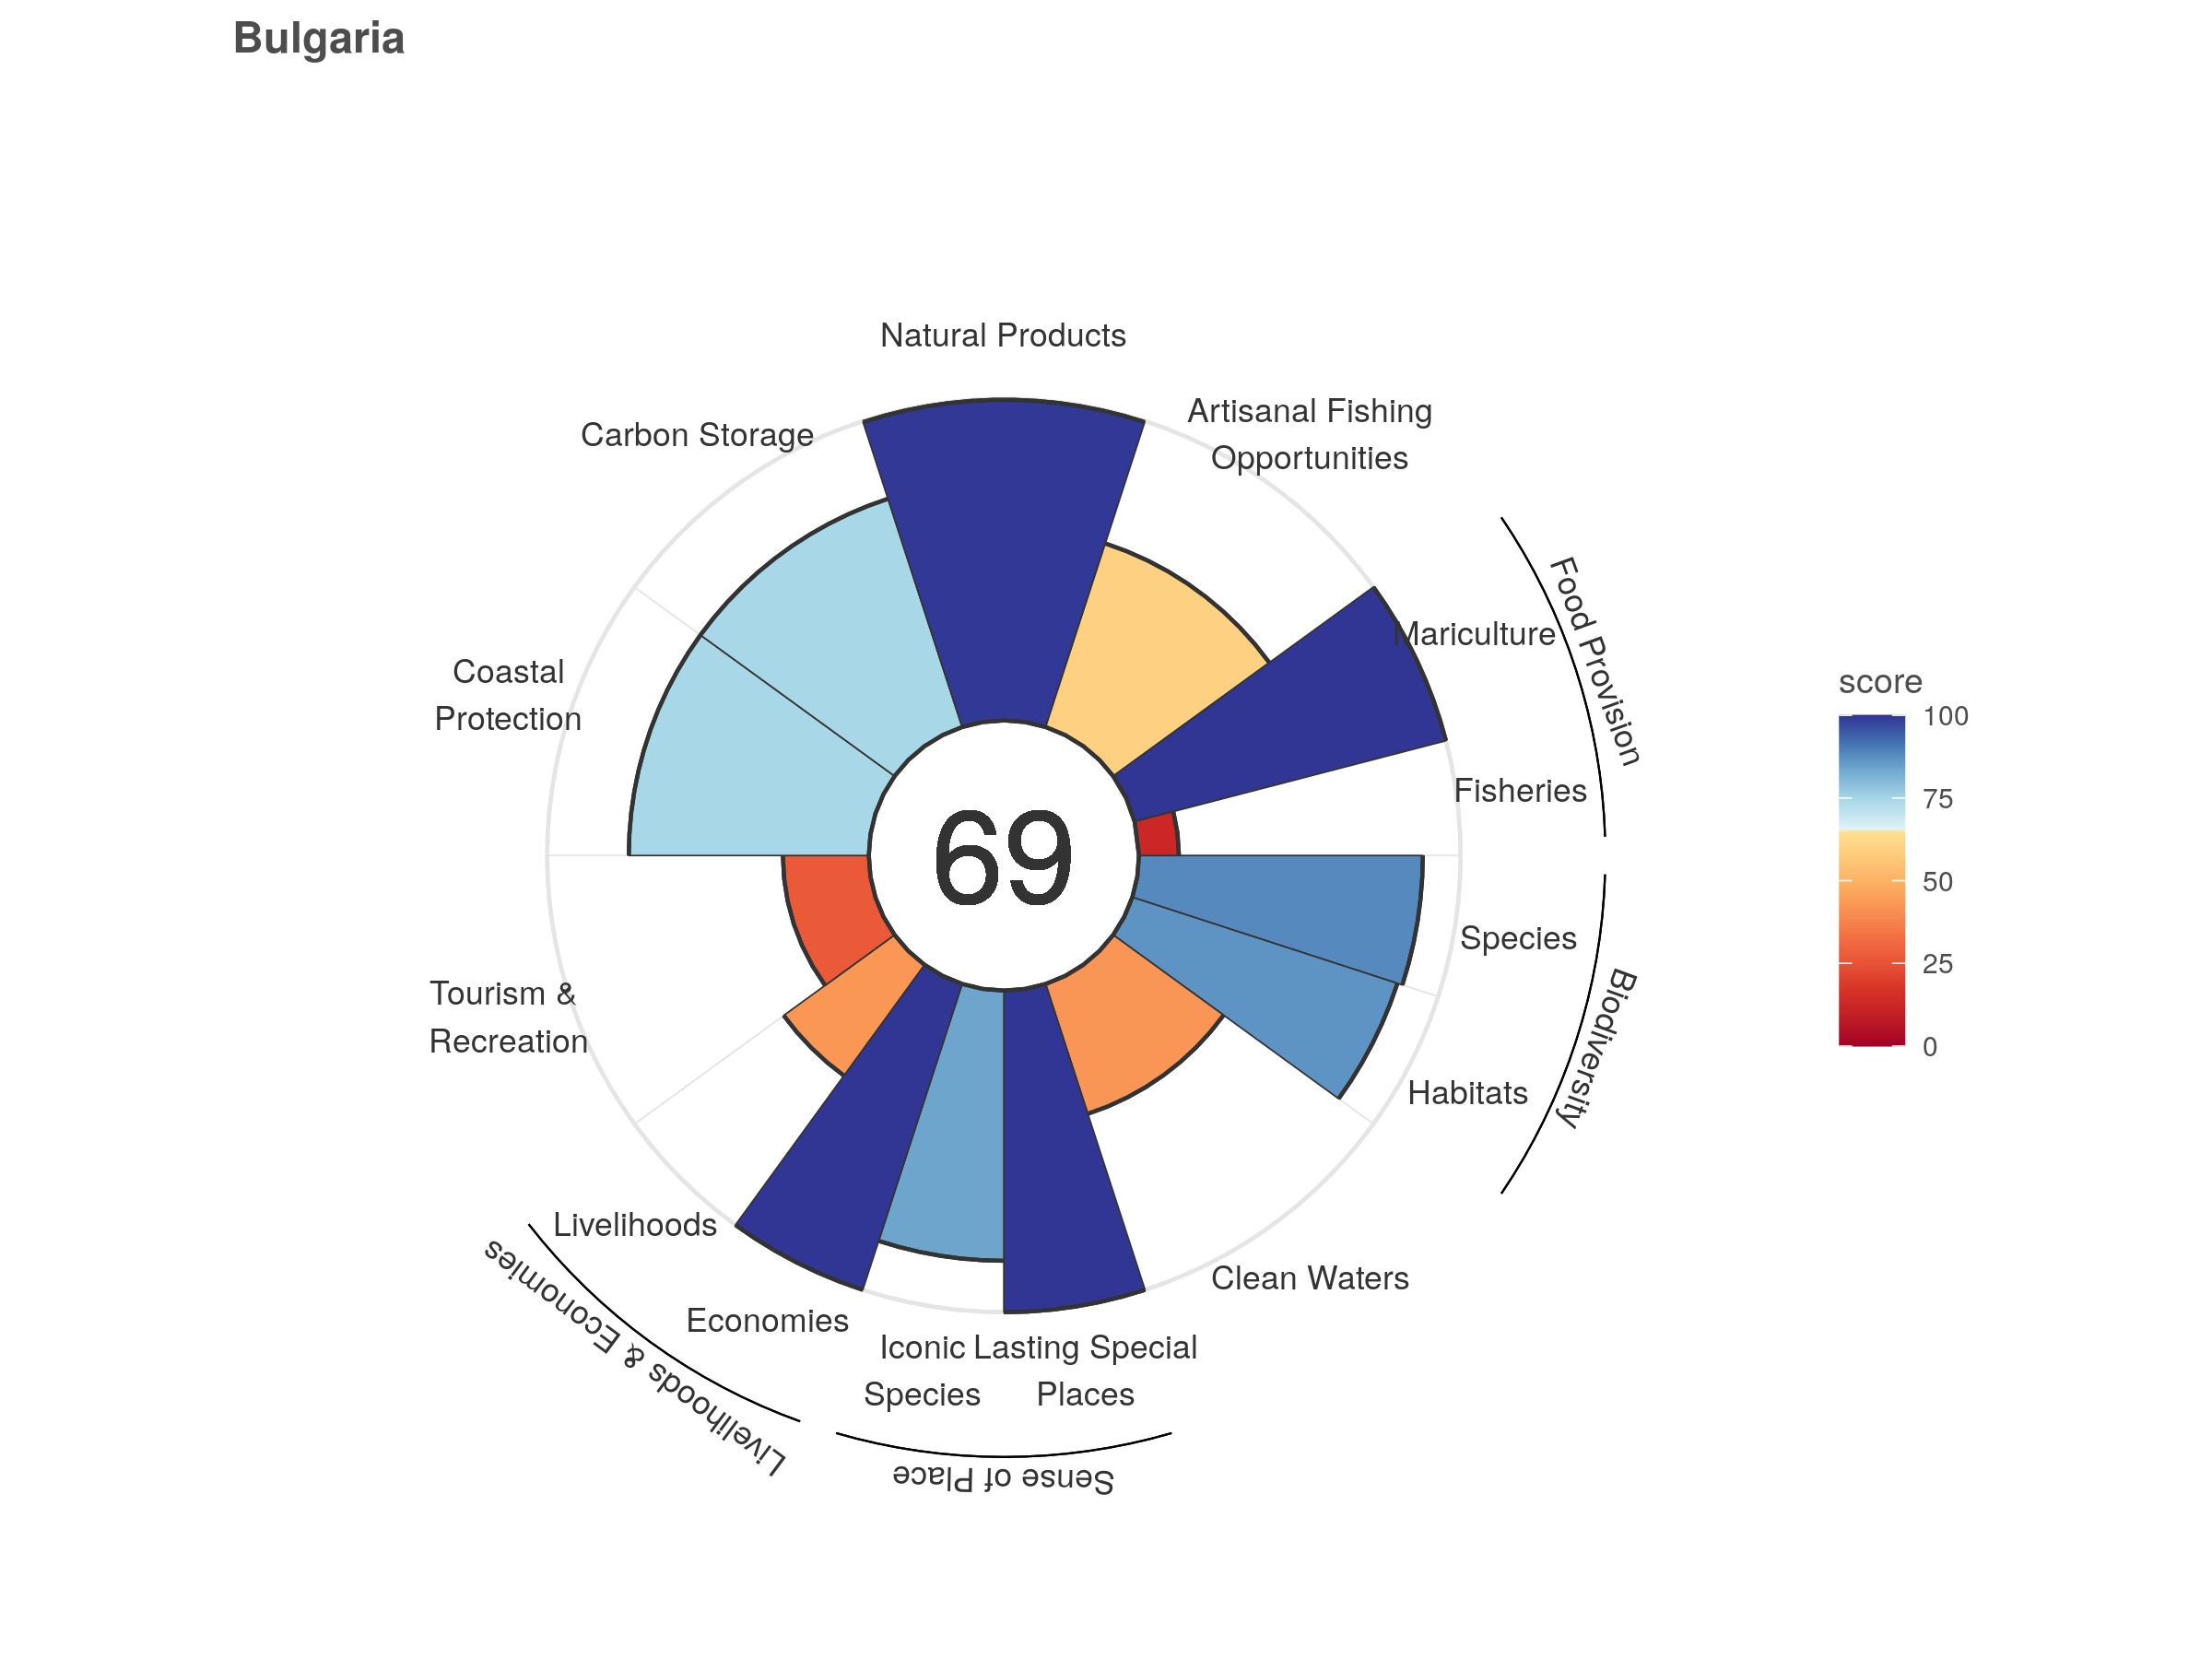 Bulgaria
Natural Products
Artisanal Fishing
Opportunities
Carbon Storage
Mariculture
Food Provision
Coastal
Protection
Fisheries
score
100
75
50
25
0
69
Species
Biodiversity
Tourism &
Recreation
Habitats
Livelihoods
Clean Waters
Economies
Livelihoods & Economies
Iconic
Species
Lasting Special
Places
Sense of Place